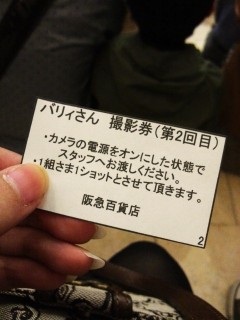 バリィさん 撮影券(第2回目)
・カメラの電源をオンにした状態で
スタッフへお渡しください。
・1組さま1ショットとさせて頂きます。
阪急百貨店
2